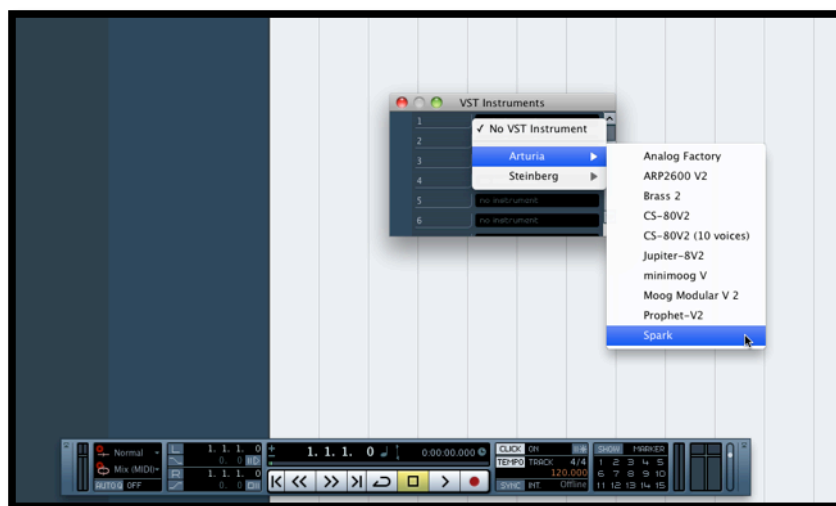 VST Instruments
1
✓ No VST Instrument
2
3
Arturia
4
Steinberg
5
no instrument
6
no instrument
Analog Factory
ARP2600 V2
Brass 2
CS-80V2
CS-80V2 (10 voices)
Jupiter-8V2
minimoog V
Moog Modular V 2
Prophet-V2
Spark
Normal
Mix (MIDI)
AUTO Q OFF
L 1. 1. 1. 0
0. 0
R 1. 1. 1. 0
0. 0
1. 1. 1. 0
0:00:00.000
CLICK ON
TEMPO TRACK 4/4
120.000
SYNC INT. Offline
SHOW MARKER
1 2 3 4 5
6 7 8 9 10
11 12 13 14 15